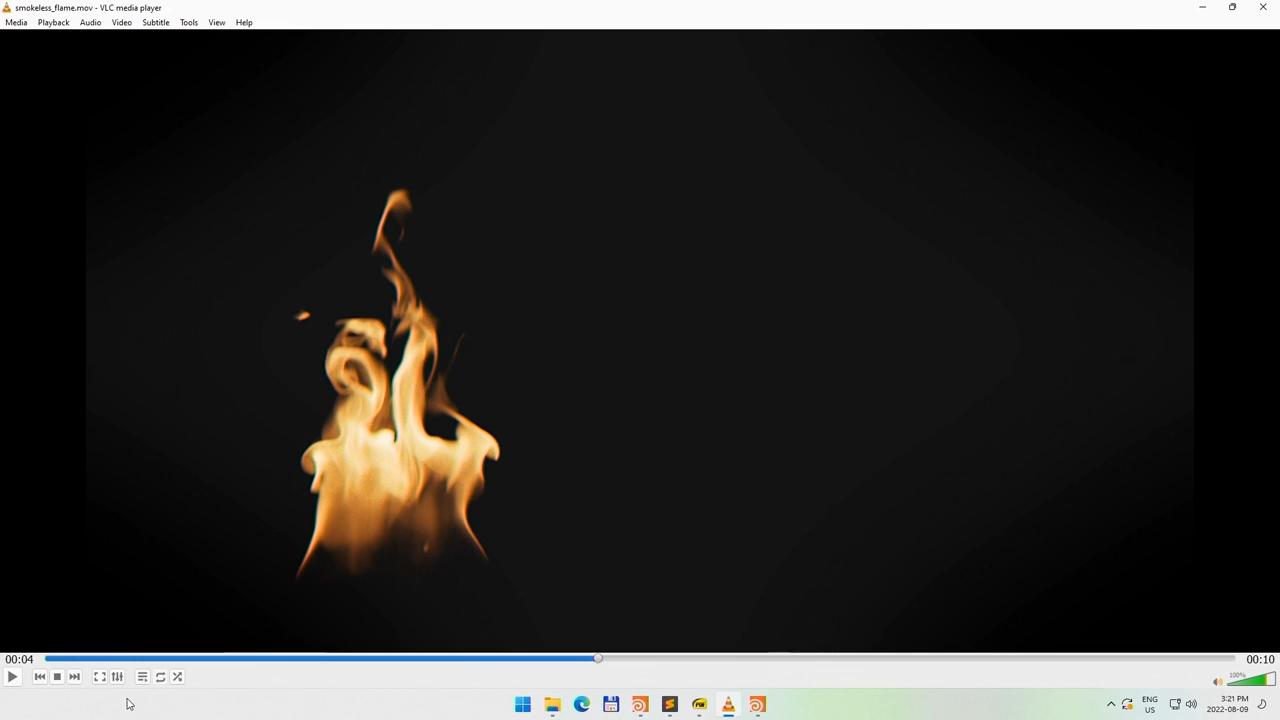 smokeless_flame.mov - VLC media player
Media Playback Audio Video Subtitle Tools View Help
00:04 00:10
100%
ENG
US
3:21 PM
2022-08-09